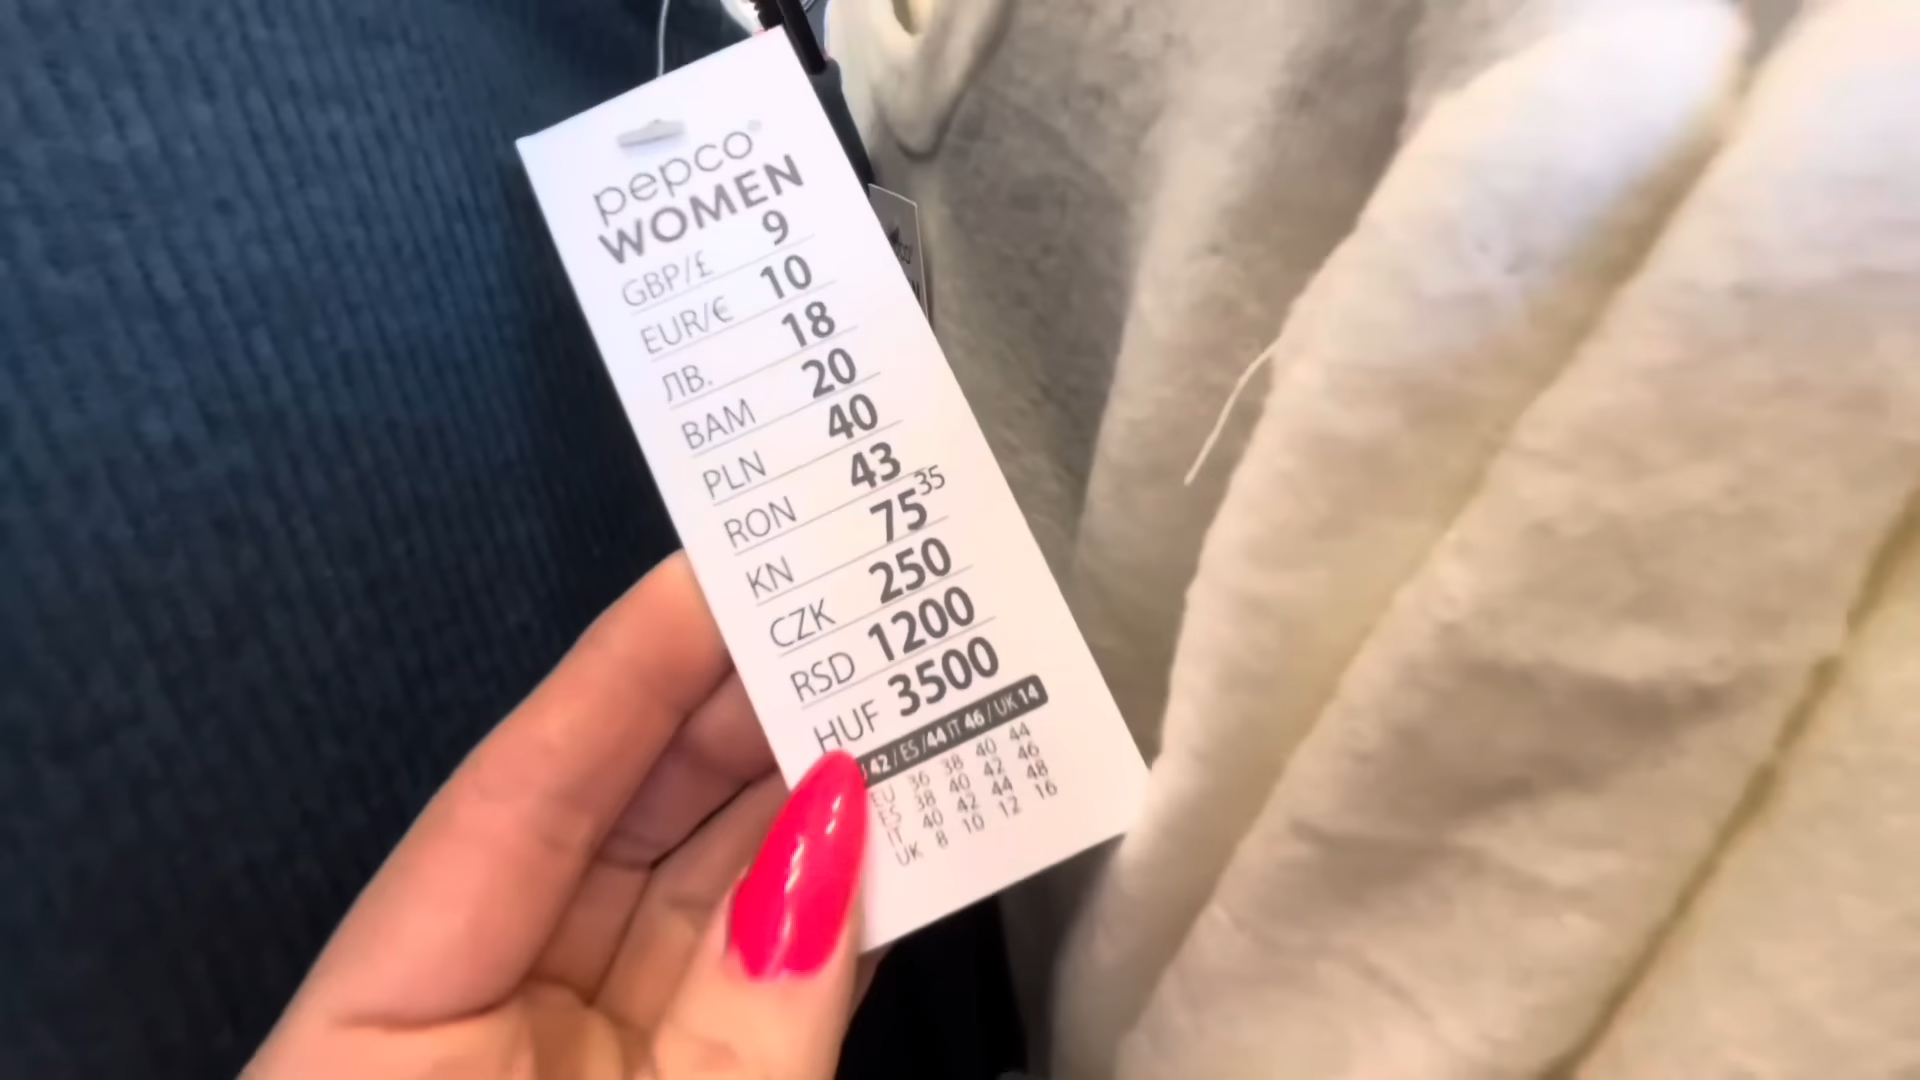 pepco®
WOMEN
GBP/£ 9
EUR/€ 10
ЛВ. 18
BAM 20
PLN 40
RON 43
KN 75 35
CZK 250
RSD 1200
HUF 3500
42 / ES / 44 IT 46 / UK 14
EU 36 38 40 44
ES 38 40 42 46
IT 40 42 44 48
UK 8 10 12 16